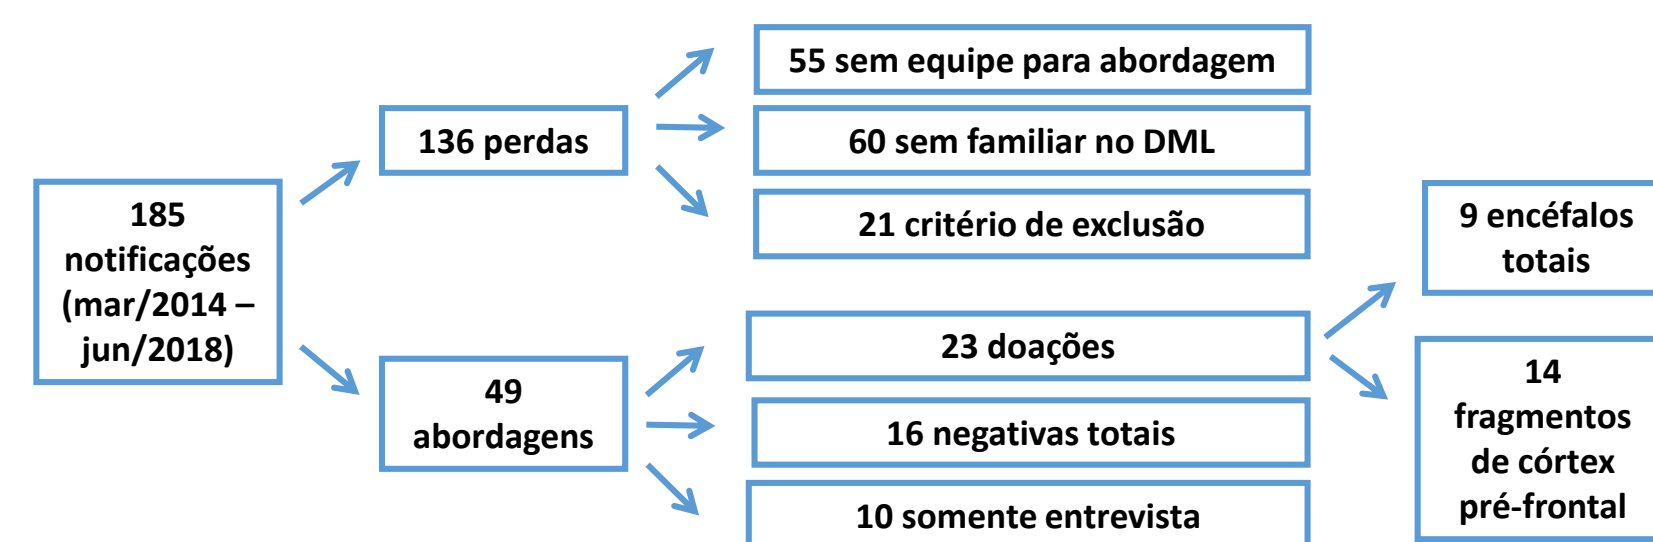 185
notificações
(mar/2014 –
jun/2018)
136 perdas
55 sem equipe para abordagem
60 sem familiar no DML
21 critério de exclusão
49
abordagens
23 doações
16 negativas totais
10 somente entrevista
9 encéfalos
totais
14
fragmentos
de córtex
pré-frontal